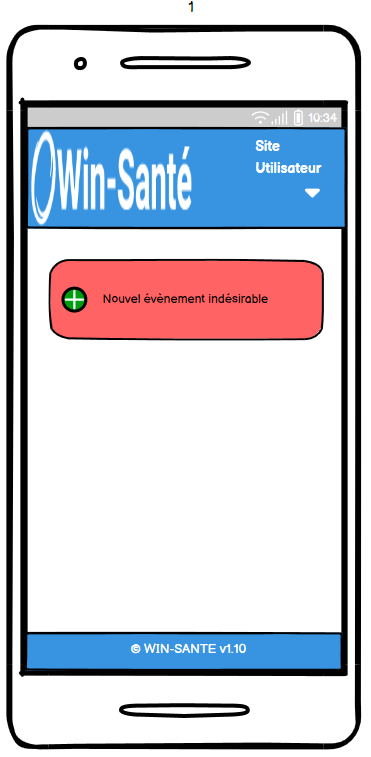 1
10:34
Win-Santé
Site
Utilisateur
Nouvel évènement indésirable
© WIN-SANTE v1.10